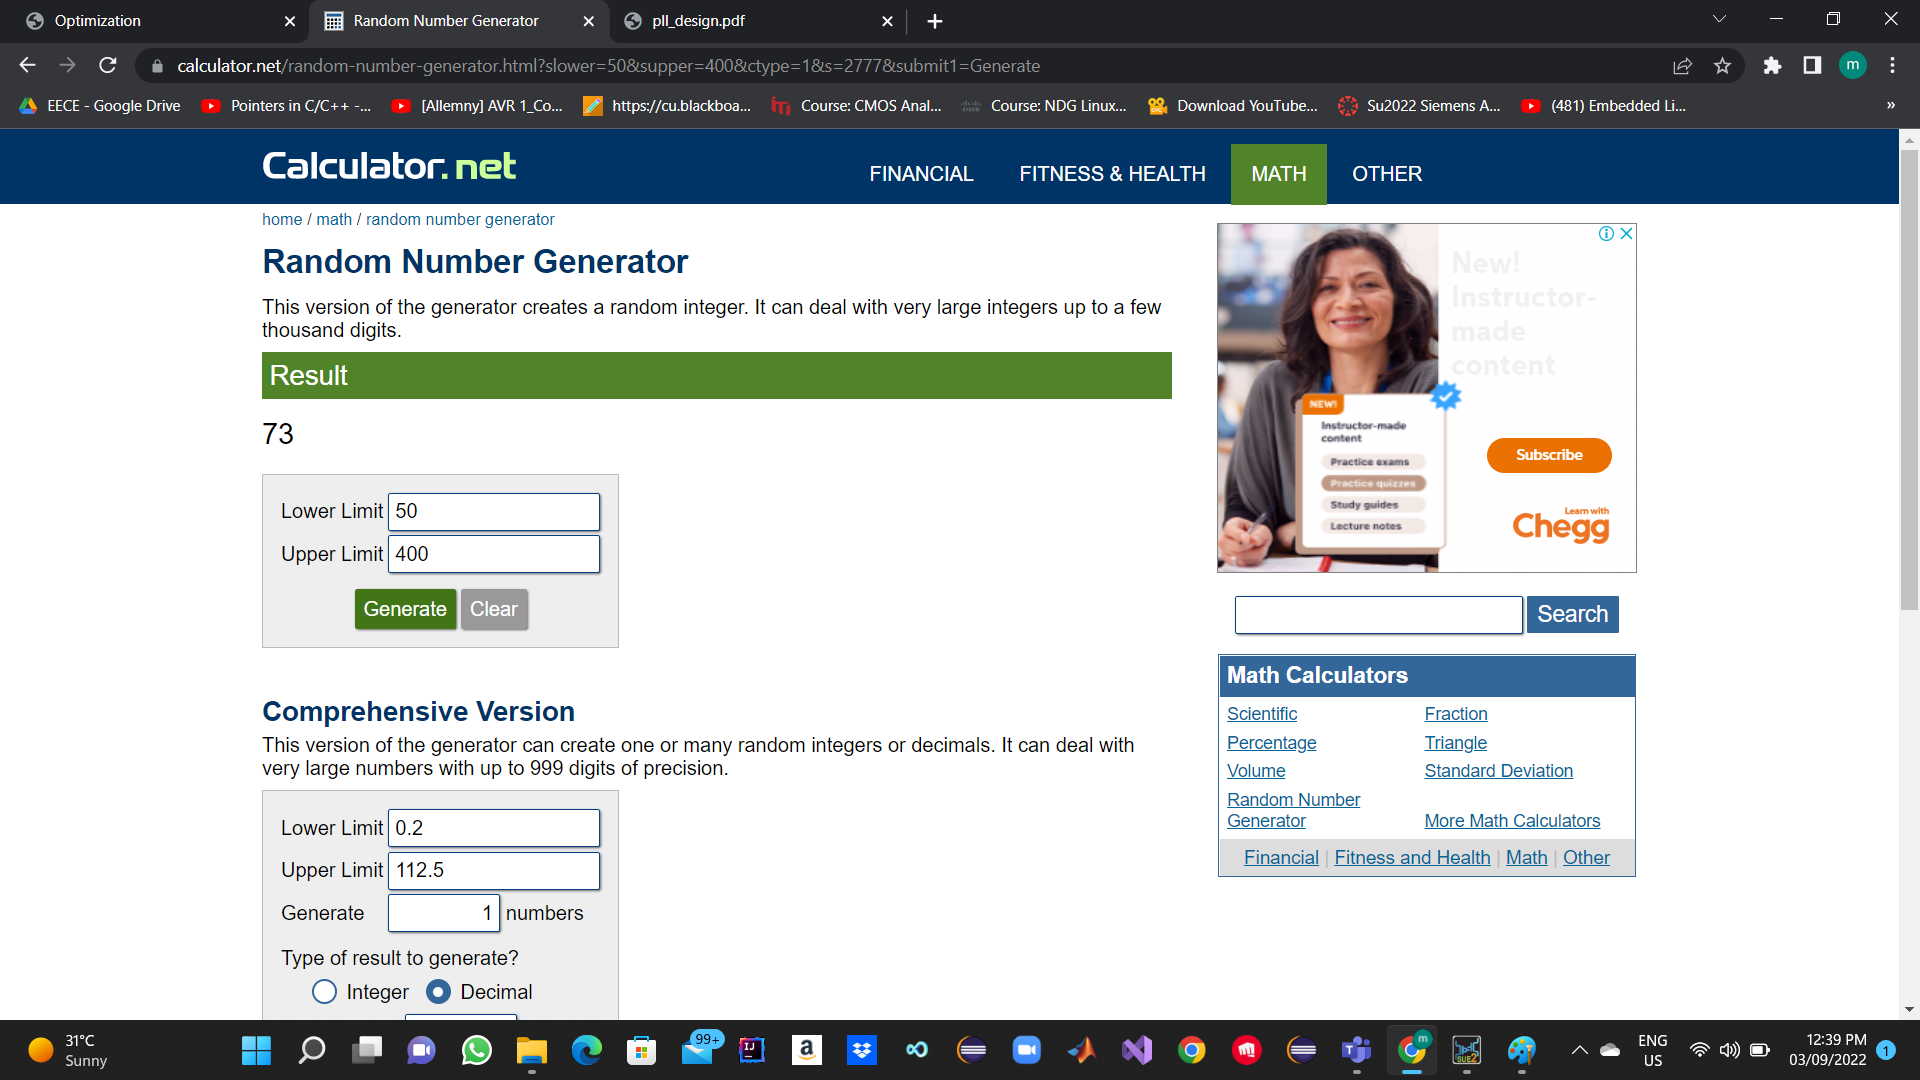 Optimization
Random Number Generator
pll_design.pdf
calculator.net/random-number-generator.html?slower=50&supper=400&ctype=1&s=2777&submit1=Generate
m
EECE - Google Drive
Pointers in C/C++ -...
[Allemny] AVR 1_Co...
https://cu.blackboa...
Course: CMOS Anal...
Course: NDG Linux...
Download YouTube...
Su2022 Siemens A...
(481) Embedded Li...
»
Calculator.net
FINANCIAL
FITNESS & HEALTH
MATH
OTHER
home / math / random number generator
Random Number Generator
This version of the generator creates a random integer. It can deal with very large integers up to a few
thousand digits.
Result
73
Lower Limit 50
Upper Limit 400
Generate Clear
Comprehensive Version
This version of the generator can create one or many random integers or decimals. It can deal with
very large numbers with up to 999 digits of precision.
Lower Limit 0.2
Upper Limit 112.5
Generate 1 numbers
Type of result to generate?
Integer Decimal
New!
Instructor-
made
content
NEW!
Instructor-made
content
Practice exams
Practice quizzes
Study guides
Lecture notes
Subscribe
Learn with
Chegg
Search
Math Calculators
Scientific Fraction
Percentage Triangle
Volume Standard Deviation
Random Number
Generator More Math Calculators
Financial | Fitness and Health | Math | Other
31°C
Sunny
99+
IJ
a
m
SUE2
ENG
US
12:39 PM
03/09/2022
1